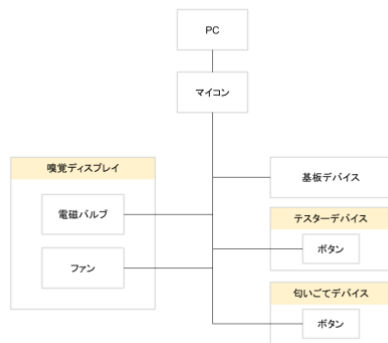 PC
マイコン
嗅覚ディスプレイ
電磁バルブ
ファン
基板デバイス
テスターデバイス
ボタン
匂いごてデバイス
ボタン